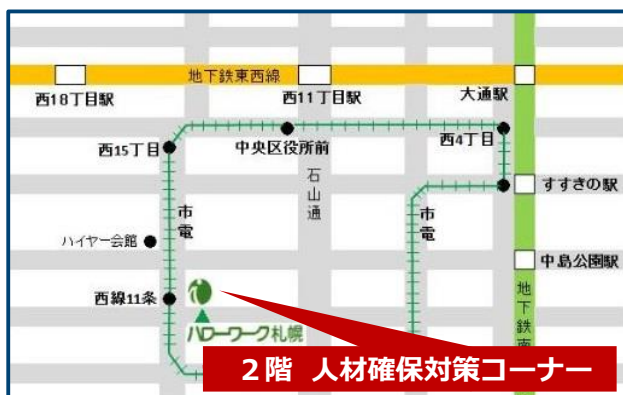 地下鉄東西線
西18丁目駅
西11丁目駅
大通駅
西15丁目
中央区役所前
西4丁目
石山通
すすきの駅
市電
市電
ハイヤー会館
中島公園駅
西線11条
地下鉄南
ハローワーク札幌
2階 人材確保対策コーナー